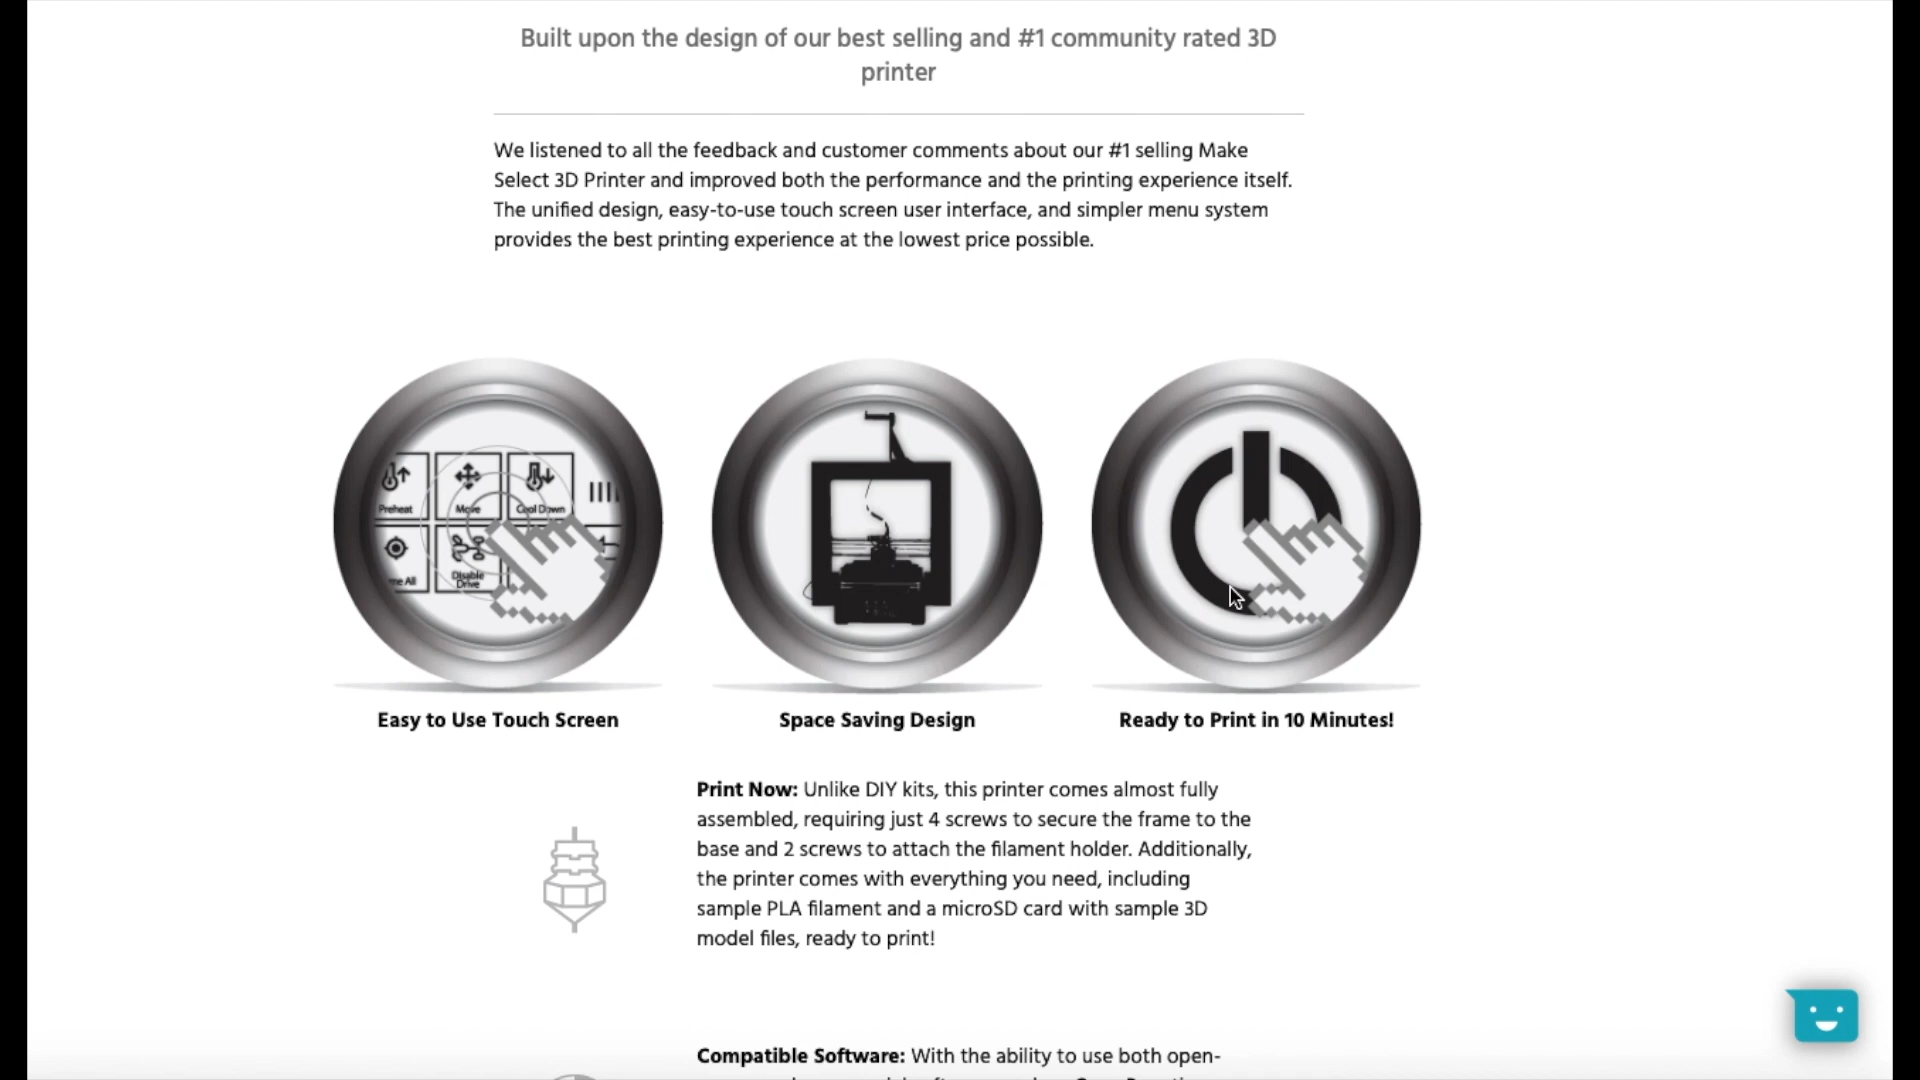 Built upon the design of our best selling and #1 community rated 3D
printer
We listened to all the feedback and customer comments about our #1 selling Make
Select 3D Printer and improved both the performance and the printing experience itself.
The unified design, easy-to-use touch screen user interface, and simpler menu system
provides the best printing experience at the lowest price possible.
Preheat
Move
Cool Down
me All
Disable
Drive
Easy to Use Touch Screen
Space Saving Design
Ready to Print in 10 Minutes!
Print Now: Unlike DIY kits, this printer comes almost fully
assembled, requiring just 4 screws to secure the frame to the
base and 2 screws to attach the filament holder. Additionally,
the printer comes with everything you need, including
sample PLA filament and a microSD card with sample 3D
model files, ready to print!
Compatible Software: With the ability to use both open-